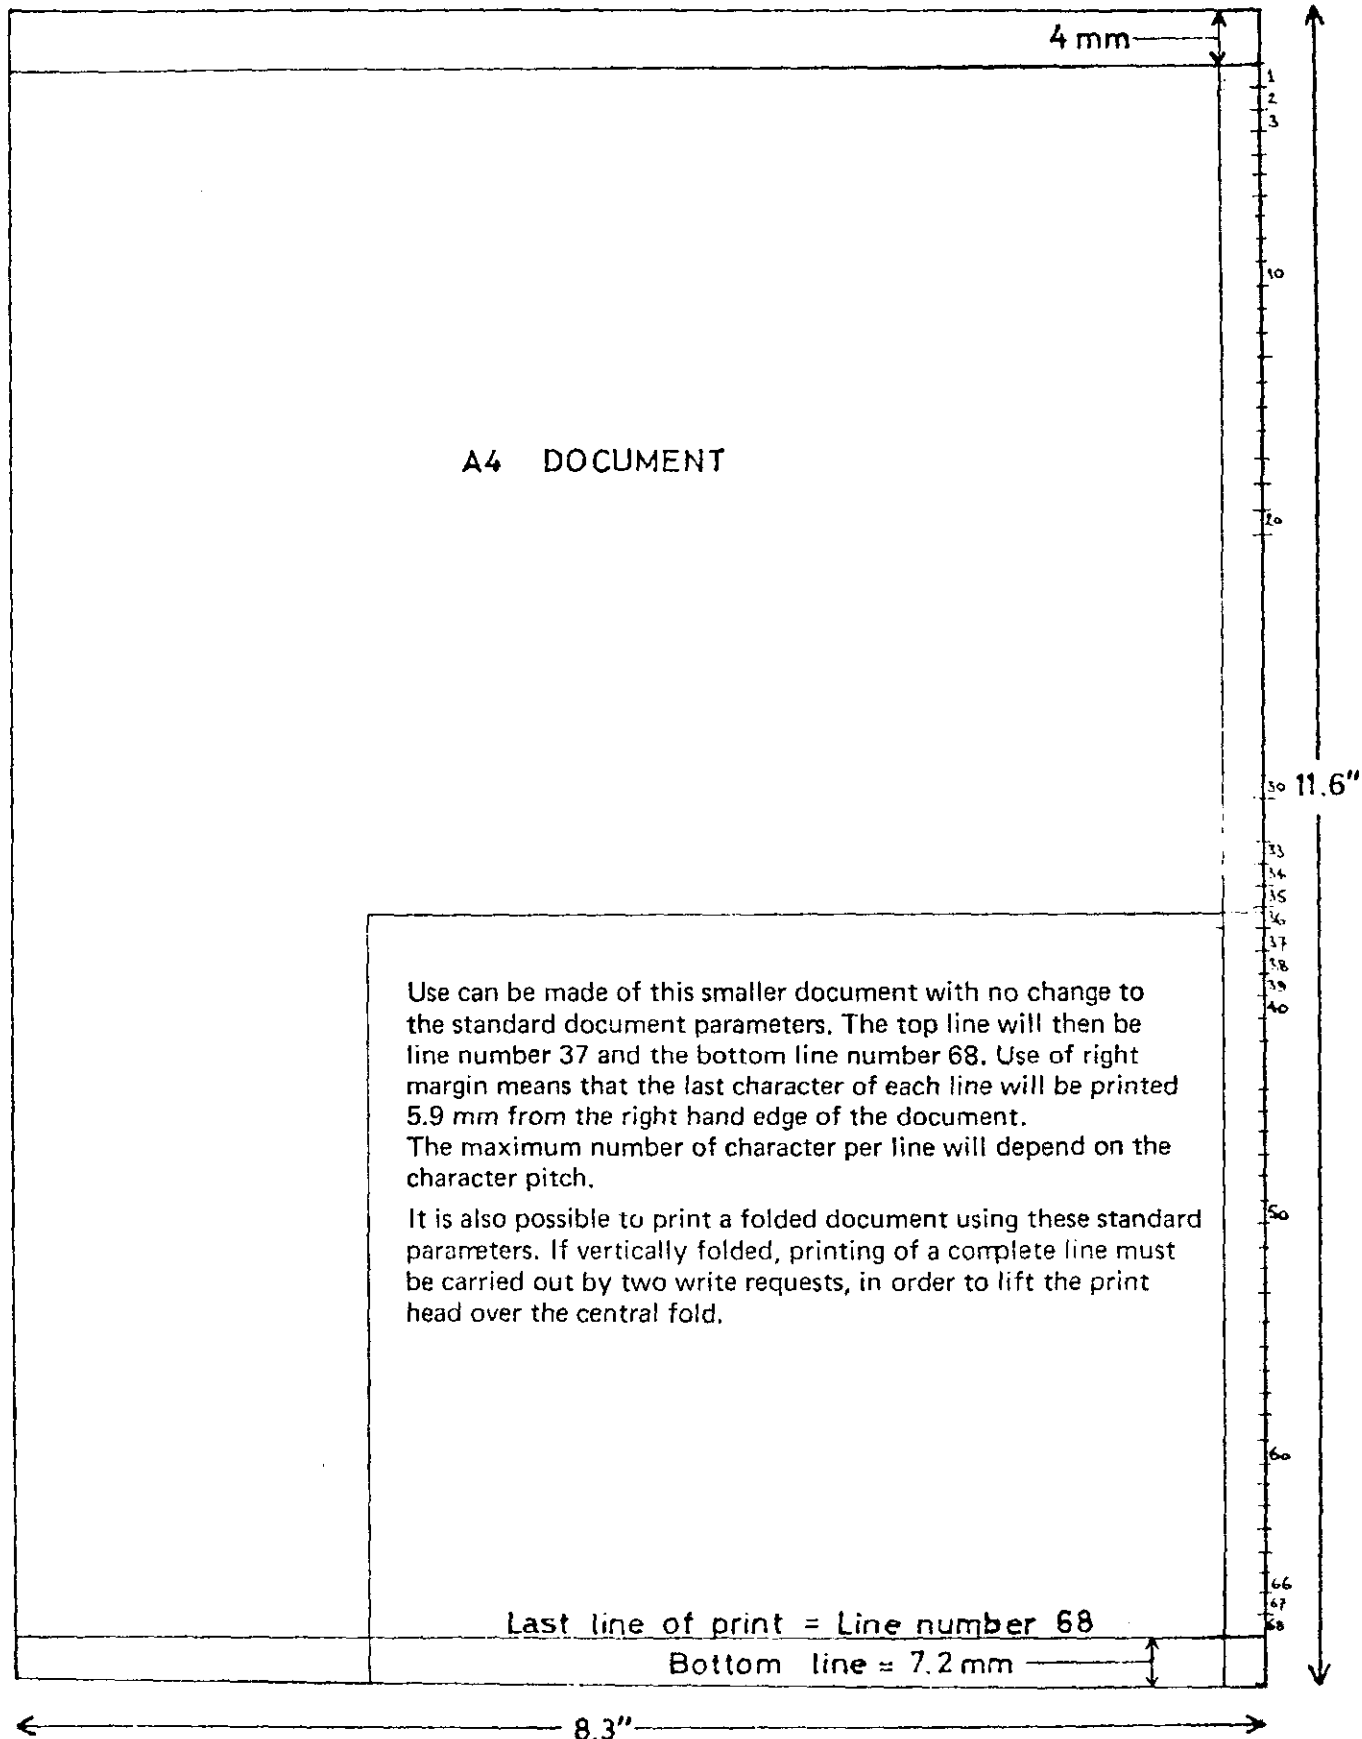 4 mm
1
2
3
10
A4 DOCUMENT
20
30
11.6"
33
34
35
36
37
38
39
40
Use can be made of this smaller document with no change to
the standard document parameters. The top line will then be
line number 37 and the bottom line number 68. Use of right
margin means that the last character of each line will be printed
5.9 mm from the right hand edge of the document.
The maximum number of character per line will depend on the
character pitch.
50
It is also possible to print a folded document using these standard
parameters. If vertically folded, printing of a complete line must
be carried out by two write requests, in order to lift the print
head over the central fold.
60
66
67
68
Last line of print = Line number 68
Bottom line = 7.2 mm
8.3"